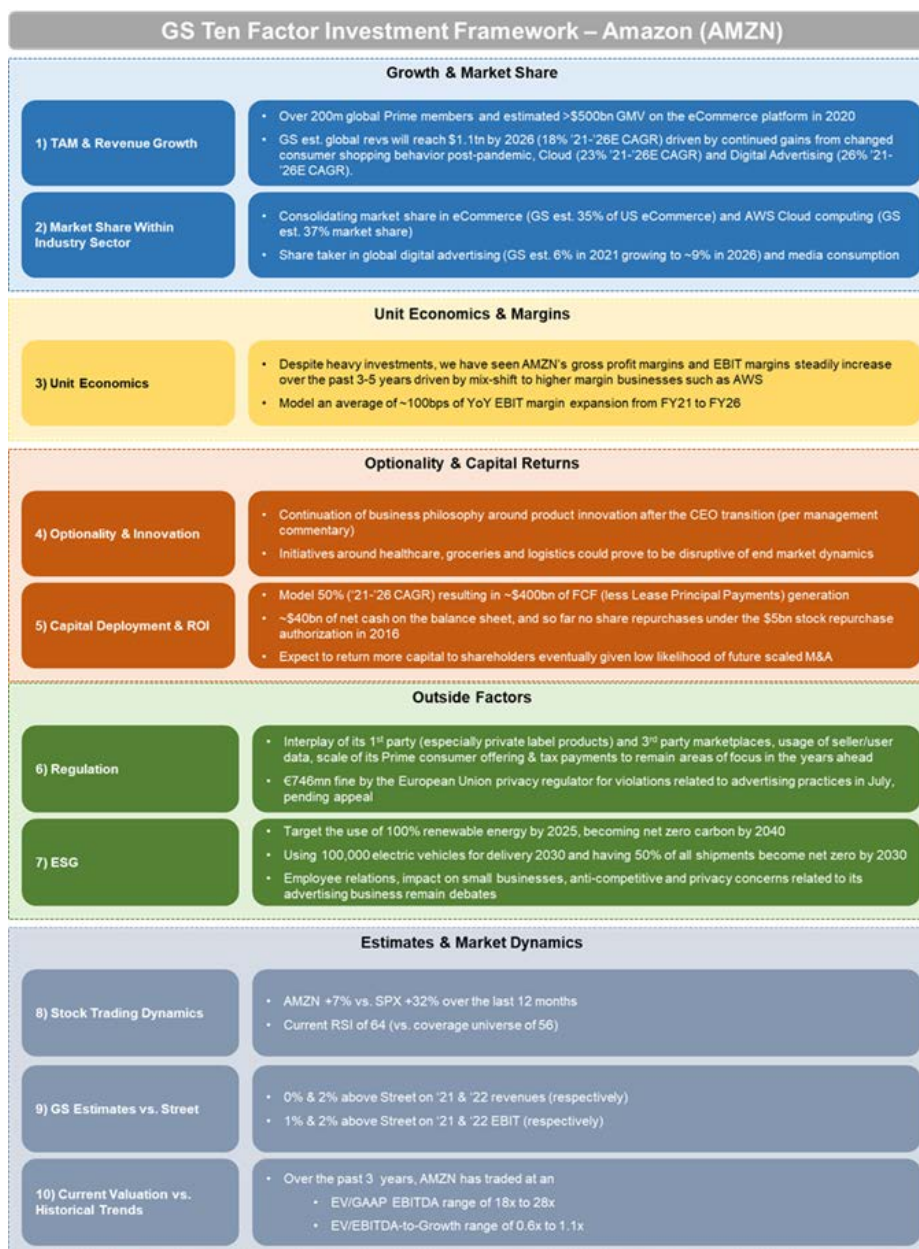 GS Ten Factor Investment Framework – Amazon (AMZN)
Growth & Market Share
1) TAM & Revenue Growth
• Over 200m global Prime members and estimated >$500bn GMV on the eCommerce platform in 2020
• GS est. global revs will reach $1.1tn by 2026 (18% '21-'26E CAGR) driven by continued gains from changed
consumer shopping behavior post-pandemic, Cloud (23% '21-'26E CAGR) and Digital Advertising (26% '21-
'26E CAGR).
2) Market Share Within
Industry Sector
• Consolidating market share in eCommerce (GS est. 35% of US eCommerce) and AWS Cloud computing (GS
est. 37% market share)
• Share taker in global digital advertising (GS est. 6% in 2021 growing to ~9% in 2026) and media consumption
Unit Economics & Margins
3) Unit Economics
• Despite heavy investments, we have seen AMZN's gross profit margins and EBIT margins steadily increase
over the past 3-5 years driven by mix-shift to higher margin businesses such as AWS
• Model an average of ~100bps of YoY EBIT margin expansion from FY21 to FY26
Optionality & Capital Returns
4) Optionality & Innovation
• Continuation of business philosophy around product innovation after the CEO transition (per management
commentary)
• Initiatives around healthcare, groceries and logistics could prove to be disruptive of end market dynamics
5) Capital Deployment & ROI
• Model 50% ('21-'26 CAGR) resulting in ~$400bn of FCF (less Lease Principal Payments) generation
• ~$40bn of net cash on the balance sheet, and so far no share repurchases under the $5bn stock repurchase
authorization in 2016
• Expect to return more capital to shareholders eventually given low likelihood of future scaled M&A
Outside Factors
6) Regulation
• Interplay of its 1st party (especially private label products) and 3rd party marketplaces, usage of seller/user
data, scale of its Prime consumer offering & tax payments to remain areas of focus in the years ahead
• €746mn fine by the European Union privacy regulator for violations related to advertising practices in July,
pending appeal
7) ESG
• Target the use of 100% renewable energy by 2025, becoming net zero carbon by 2040
• Using 100,000 electric vehicles for delivery 2030 and having 50% of all shipments become net zero by 2030
• Employee relations, impact on small businesses, anti-competitive and privacy concerns related to its
advertising business remain debates
Estimates & Market Dynamics
8) Stock Trading Dynamics
• AMZN +7% vs. SPX +32% over the last 12 months
• Current RSI of 64 (vs. coverage universe of 56)
9) GS Estimates vs. Street
• 0% & 2% above Street on '21 & '22 revenues (respectively)
• 1% & 2% above Street on '21 & '22 EBIT (respectively)
10) Current Valuation vs.
Historical Trends
• Over the past 3 years, AMZN has traded at an
• EV/GAAP EBITDA range of 18x to 28x
• EV/EBITDA-to-Growth range of 0.6x to 1.1x